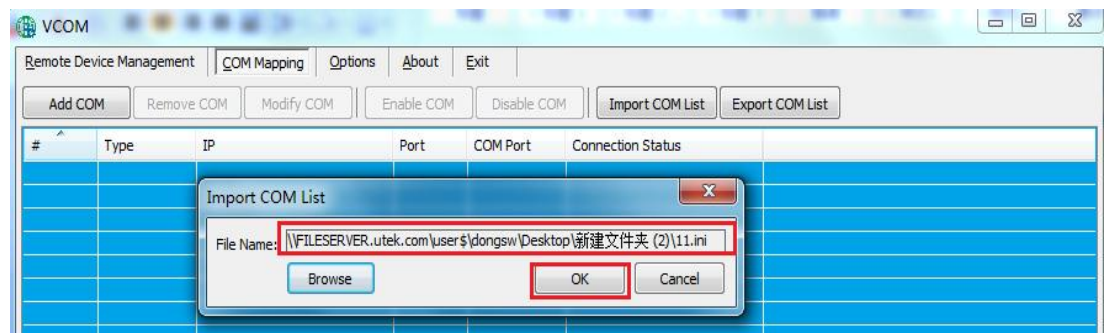 VCOM
Remote Device Management COM Mapping Options About Exit
Add COM Remove COM Modify COM Enable COM Disable COM Import COM List Export COM List
# Type IP Port COM Port Connection Status
Import COM List
File Name: \\FILESERVER.utek.com\user$\dongsw\Desktop\新建文件夹 (2)\11.ini
Browse OK Cancel